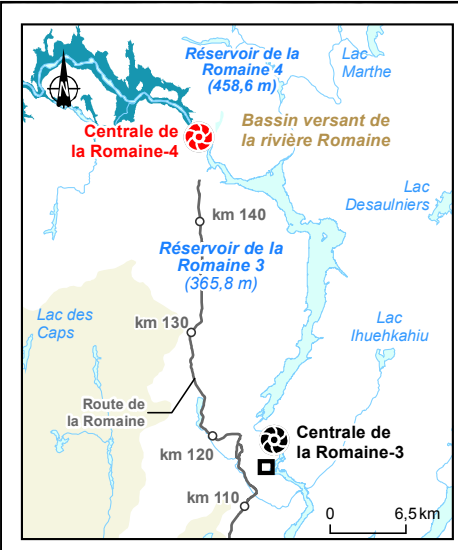 Réservoir de la
Romaine 4
(458,6 m)
Lac
Marthe
Centrale de
la Romaine-4
Bassin versant de
la rivière Romaine
Lac
Desaulniers
km 140
Réservoir de la
Romaine 3
(365,8 m)
Lac des
Caps
km 130
Lac
Ihuehkahiu
Route de
la Romaine
Centrale de
la Romaine-3
km 120
km 110
0 6,5 km